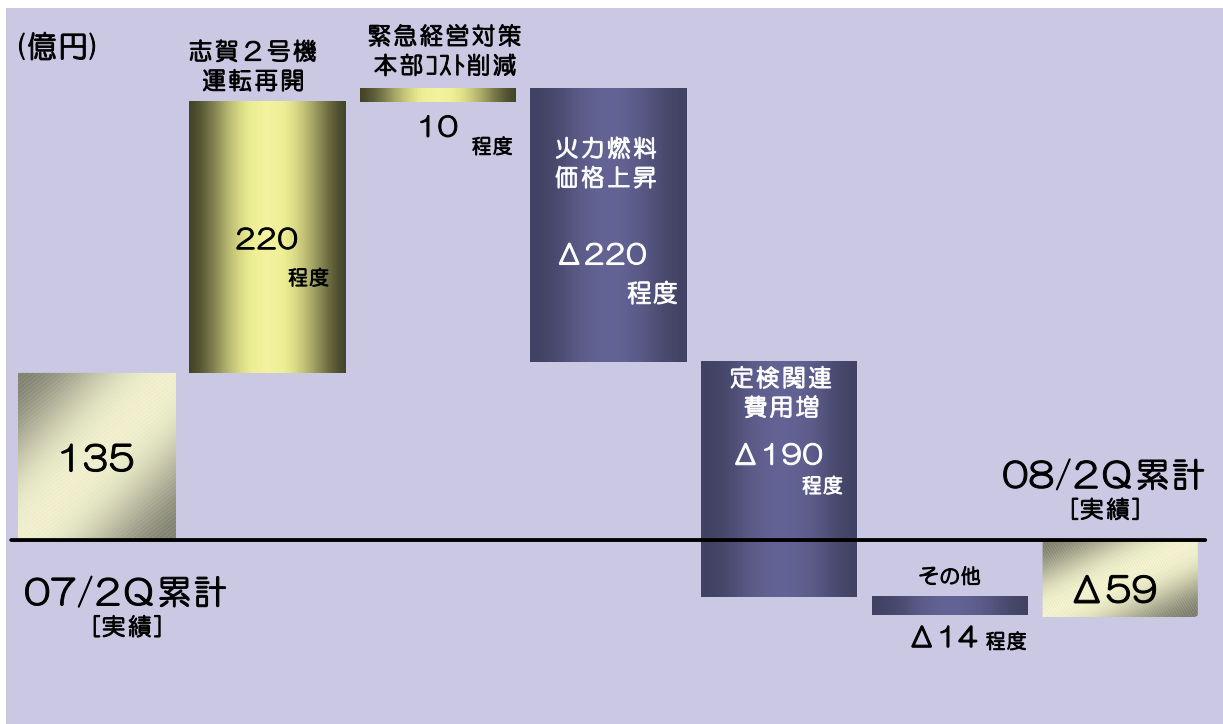 (億円)
志賀２号機
運転再開
220
程度
緊急経営対策
本部ｺｽﾄ削減
10
程度
火力燃料
価格上昇
Δ220
程度
定検関連
費用増
Δ190
程度
135
07/2Q累計
[実績]
その他
Δ14 程度
08/2Q累計
[実績]
Δ59